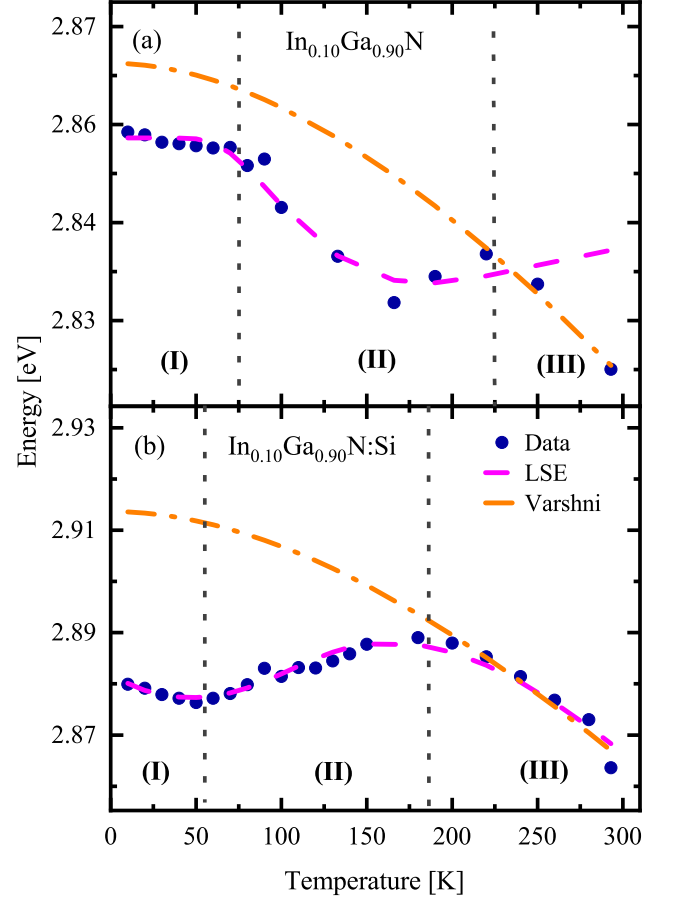 2.87
(a)
In0.10Ga0.90N
2.86
2.84
2.83
(I)
(II)
(III)
Energy [eV]
2.93
(b)
In0.10Ga0.90N:Si
Data
LSE
Varshni
2.91
2.89
2.87
(I)
(II)
(III)
0 50 100 150 200 250 300
Temperature [K]